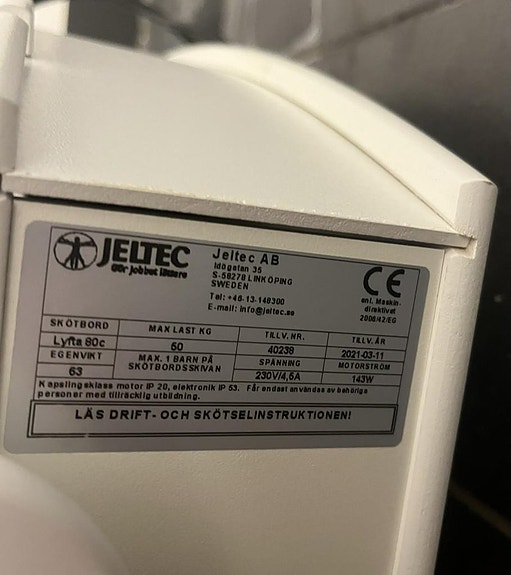 JELTEC
Gör jobbet lättare
Jeltec AB
Idögatan 35
S-58278 LINKÖPING
SWEDEN
Tel: +46-13-149300
E-mail: info@jeltec.se
CE
enl. Maskin-
direktivet
2006/42/EG
SKÖTBORD MAX LAST KG TILLV. NR. TILLV. ÅR
Lyfta 80c 50 40238 2021-03-11
EGENVIKT MAX. 1 BARN PÅ SPÄNNING MOTORSTRÖM
63 SKÖTBORDSSKIVAN 230V/4,5A 143W
Kapslingsklass motor IP 20, elektronik IP 53. Får endast användas av behöriga
personer med tillräcklig utbildning.
LÄS DRIFT- OCH SKÖTSELINSTRUKTIONEN!